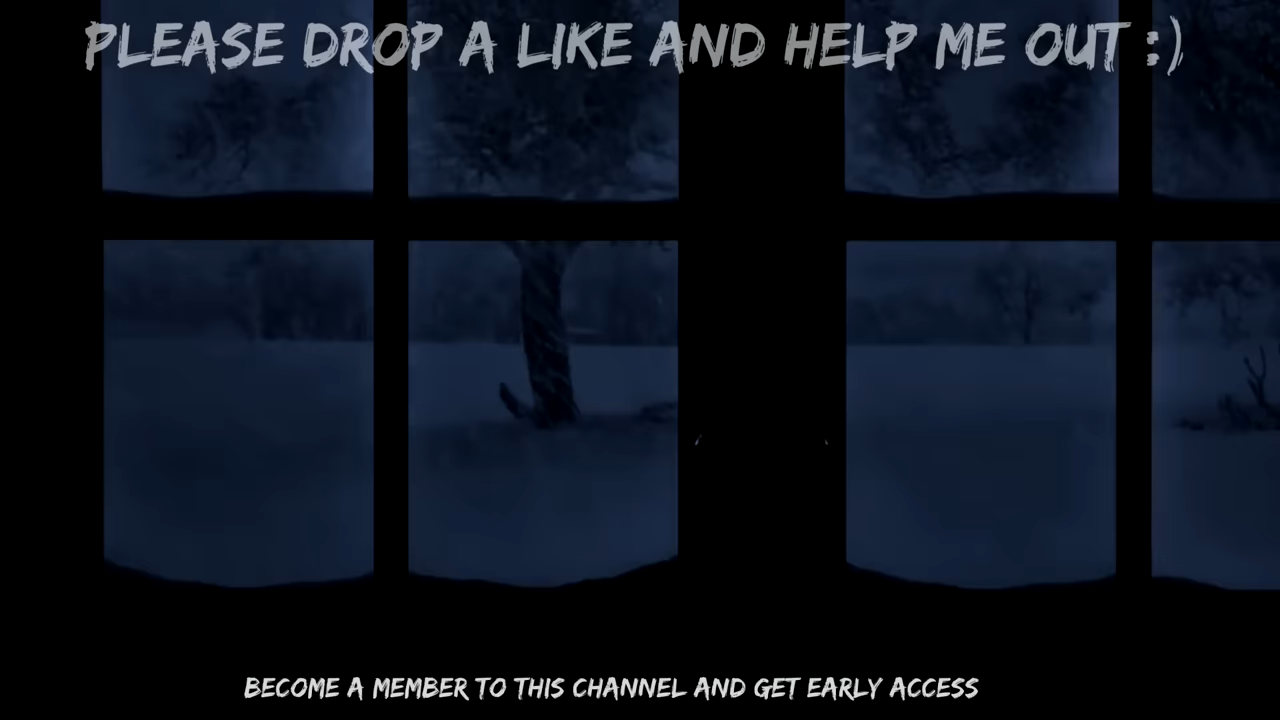 PLEASE DROP A LIKE AND HELP ME OUT :)
BECOME A MEMBER TO THIS CHANNEL AND GET EARLY ACCESS